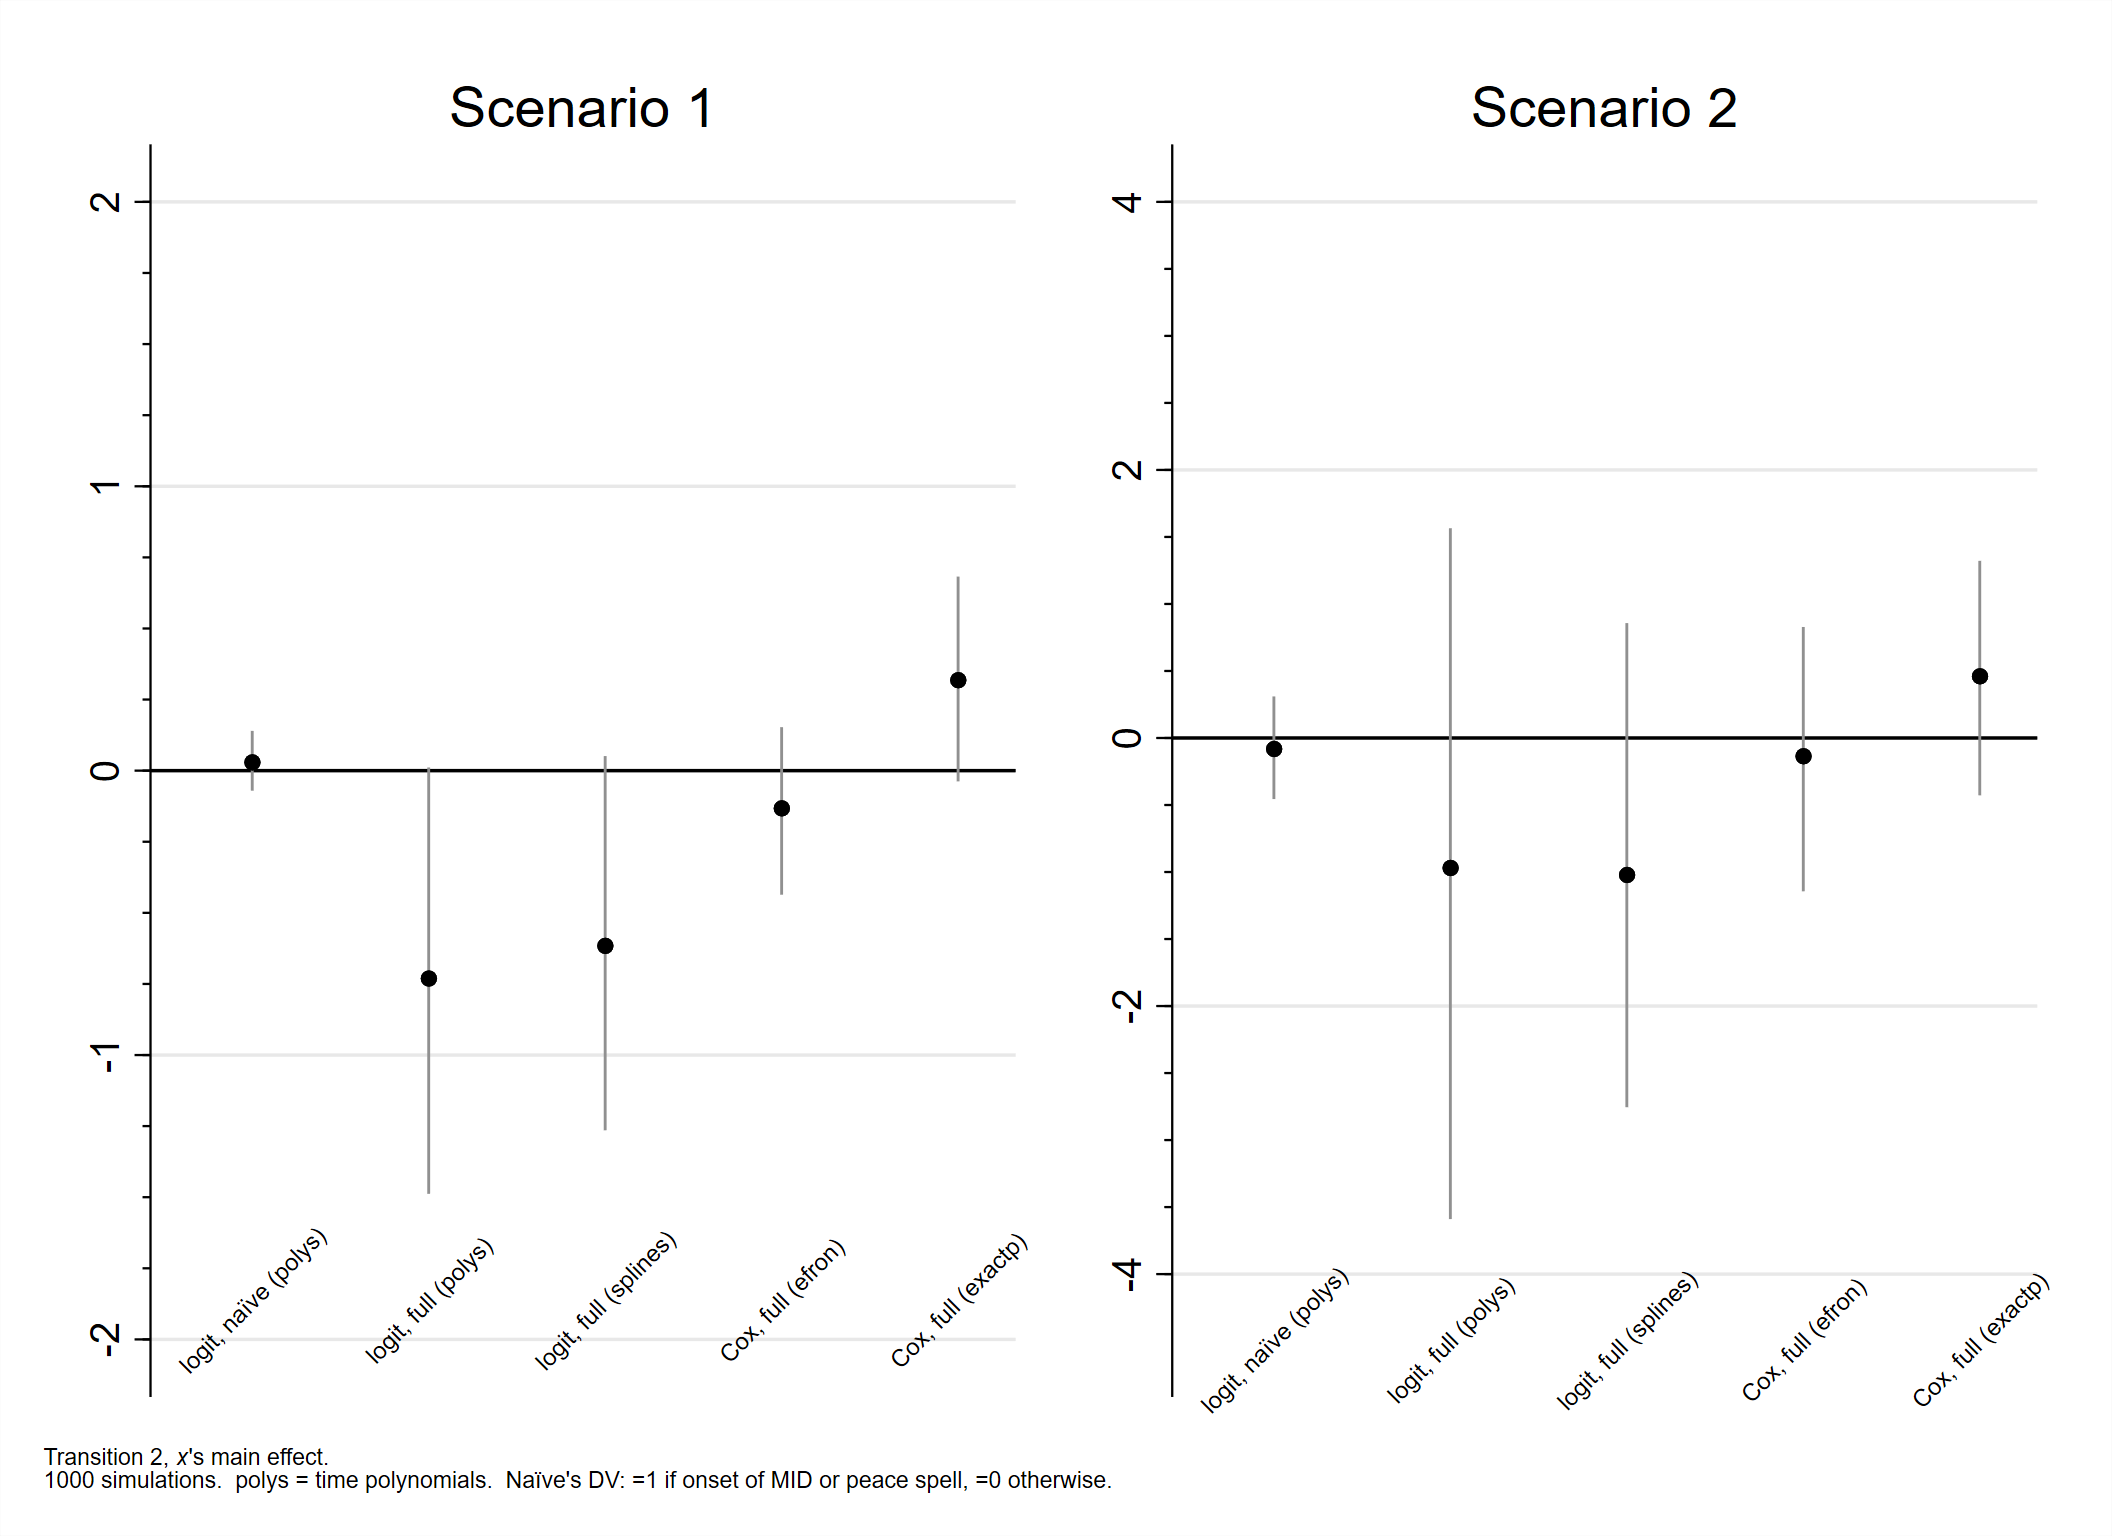 Scenario 1
2
1
0
-1
-2
logit, naïve (polys)
logit, full (polys)
logit, full (splines)
Cox, full (efron)
Cox, full (exactp)
Scenario 2
4
2
0
-2
-4
logit, naïve (polys)
logit, full (polys)
logit, full (splines)
Cox, full (efron)
Cox, full (exactp)
Transition 2, x's main effect.
1000 simulations.  polys = time polynomials.  Naïve's DV: =1 if onset of MID or peace spell, =0 otherwise.